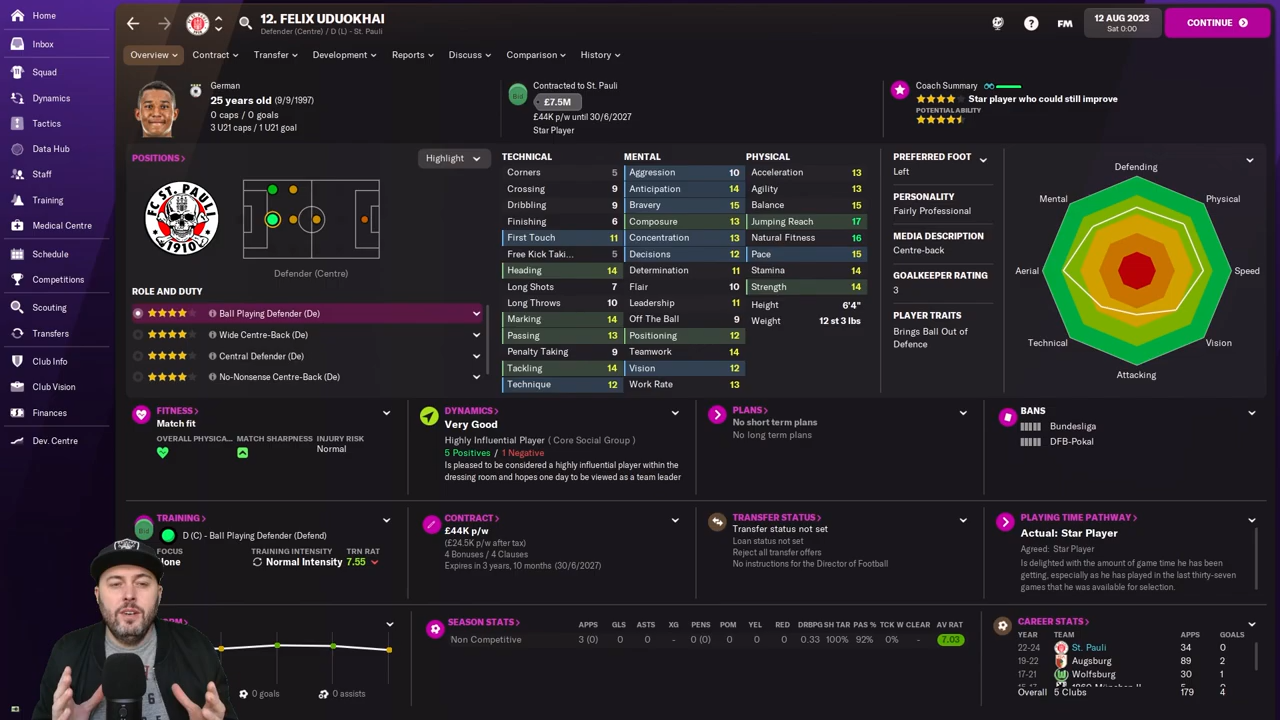 Home
Inbox
Squad
Dynamics
Tactics
Data Hub
Staff
Training
Medical Centre
Schedule
Competitions
Scouting
Transfers
Club Info
Club Vision
Finances
Dev. Centre
12. FELIX UDUOKHAI
Defender (Centre) / D (L) - St. Pauli
?
FM
12 AUG 2023
Sat 0:00
CONTINUE
Overview
Contract
Transfer
Development
Reports
Discuss
Comparison
History
German
25 years old (9/9/1997)
0 caps / 0 goals
3 U21 caps / 1 U21 goal
Bid
Contracted to St. Pauli
£7.5M
£44K p/w until 30/6/2027
Star Player
Coach Summary
Star player who could still improve
POTENTIAL ABILITY
POSITIONS
Highlight
FC ST. PAULI
1910
Defender (Centre)
ROLE AND DUTY
Ball Playing Defender (De)
Wide Centre-Back (De)
Central Defender (De)
No-Nonsense Centre-Back (De)
TECHNICAL
Corners 5
Crossing 9
Dribbling 9
Finishing 6
First Touch 11
Free Kick Taki... 5
Heading 14
Long Shots 7
Long Throws 10
Marking 14
Passing 13
Penalty Taking 9
Tackling 14
Technique 12
MENTAL
Aggression 10
Anticipation 14
Bravery 15
Composure 13
Concentration 13
Decisions 12
Determination 11
Flair 10
Leadership 11
Off The Ball 9
Positioning 12
Teamwork 14
Vision 12
Work Rate 13
PHYSICAL
Acceleration 13
Agility 13
Balance 15
Jumping Reach 17
Natural Fitness 16
Pace 15
Stamina 14
Strength 14
Height 6'4"
Weight 12 st 3 lbs
PREFERRED FOOT
Left
PERSONALITY
Fairly Professional
MEDIA DESCRIPTION
Centre-back
GOALKEEPER RATING
3
PLAYER TRAITS
Brings Ball Out of
Defence
Defending
Mental
Physical
Aerial
Speed
Technical
Vision
Attacking
FITNESS
Match fit
OVERALL PHYSICA... MATCH SHARPNESS INJURY RISK
Normal
DYNAMICS
Very Good
Highly Influential Player ( Core Social Group )
5 Positives / 1 Negative
Is pleased to be considered a highly influential player within the
dressing room and hopes one day to be viewed as a team leader
PLANS
No short term plans
No long term plans
BANS
Bundesliga
DFB-Pokal
TRAINING
Bid
D (C) - Ball Playing Defender (Defend)
TRAINING INTENSITY TRN RAT
Normal Intensity 7.55
CONTRACT
£44K p/w
(£24.5K p/w after tax)
4 Bonuses / 4 Clauses
Expires in 3 years, 10 months (30/6/2027)
TRANSFER STATUS
Transfer status not set
Loan status not set
Reject all transfer offers
No instructions for the Director of Football
PLAYING TIME PATHWAY
Actual: Star Player
Agreed: Star Player
Is delighted with the amount of game time he has been
getting, especially as he has played in the last thirty-seven
games that he was available for selection.
0 goals
0 assists
SEASON STATS
APPS GLS ASTS XG PENS POM YEL RED DRBPG SH TAR PAS % TCK W CLEAR AV RAT
Non Competitive 3 (0) 0 0 - 0 (0) 0 0 0 0.33 100% 92% 0% - 7.03
CAREER STATS
YEAR TEAM APPS GOALS
22-24 St. Pauli 34 0
19-22 Augsburg 89 2
17-21 Wolfsburg 30 1
Overall 5 Clubs 179 4